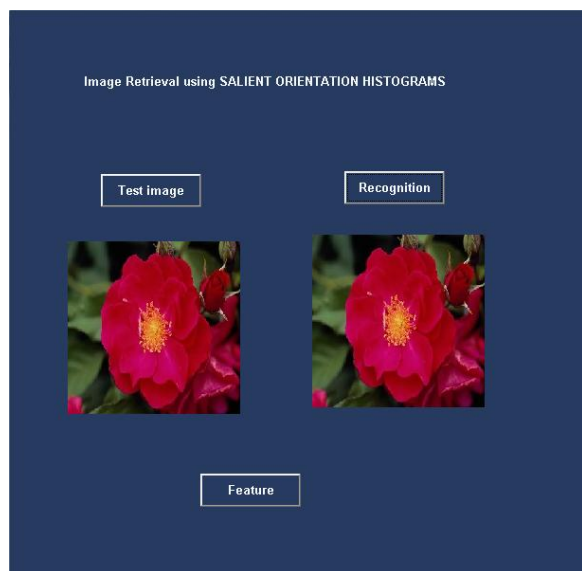 Image Retrieval using SALIENT ORIENTATION HISTOGRAMS
Test image
Recognition
Feature